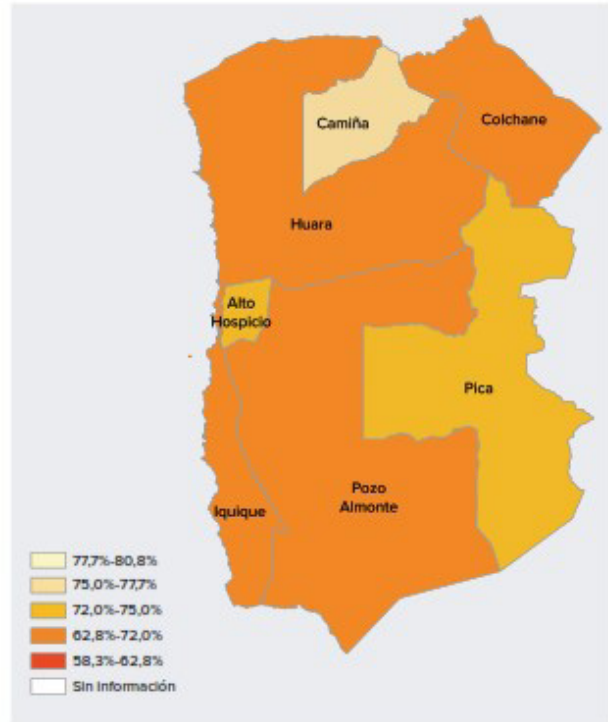 Camiña
Colchane
Huara
Alto
Hospicio
Pica
Pozo
Almonte
Iquique
77,7%-80,8%
75,0%-77,7%
72,0%-75,0%
62,8%-72,0%
58,3%-62,8%
Sin información